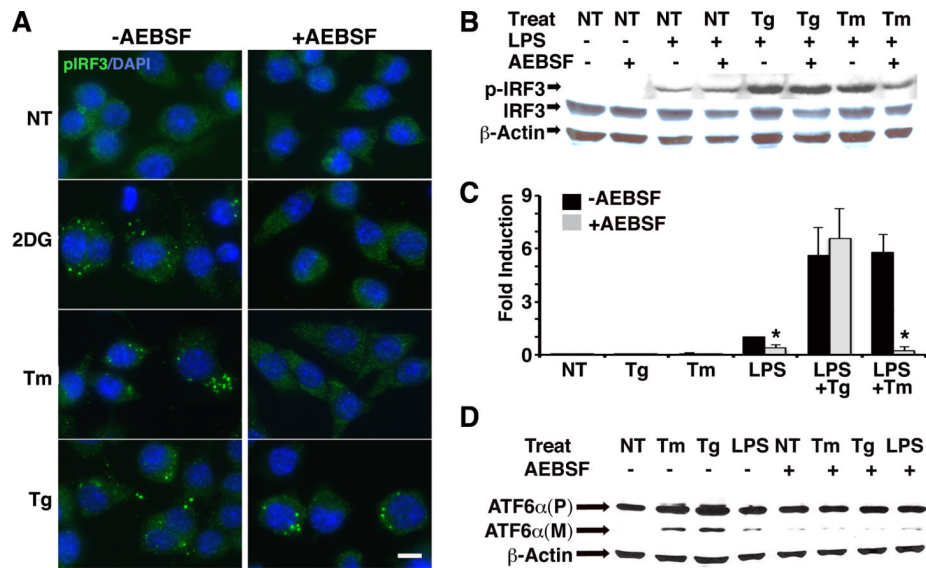 A
-AEBSF +AEBSF
pIRF3/DAPI
NT
2DG
Tm
Tg
B
Treat NT NT NT NT Tg Tg Tm Tm
LPS - - + + + + + +
AEBSF - + - + - + - +
p-IRF3
IRF3
β-Actin
C
Fold Induction
9
6
3
0
-AEBSF
+AEBSF
* *
NT Tg Tm LPS LPS +Tg LPS +Tm
D
Treat NT Tm Tg LPS NT Tm Tg LPS
AEBSF - - - - + + + +
ATF6α(P)
ATF6α(M)
β-Actin